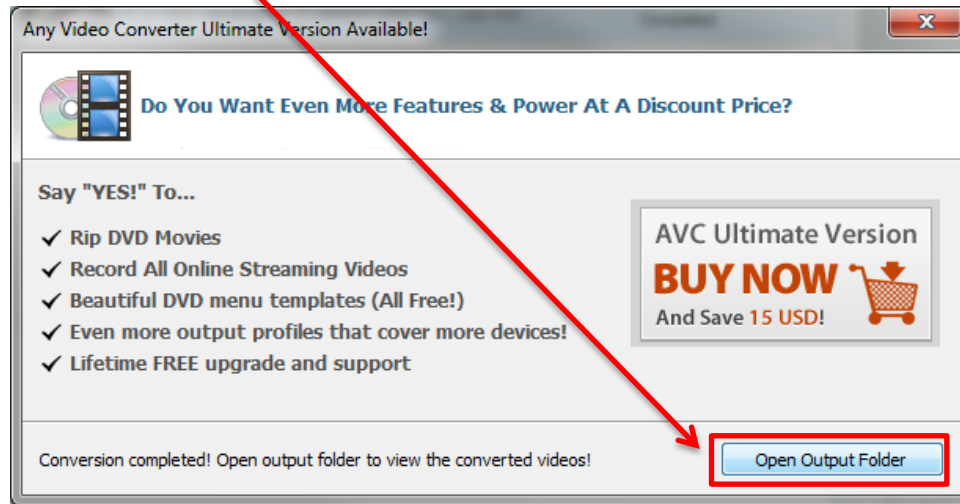 Any Video Converter Ultimate Version Available!
Do You Want Even More Features & Power At A Discount Price?
Say "YES!" To...
✓ Rip DVD Movies
✓ Record All Online Streaming Videos
✓ Beautiful DVD menu templates (All Free!)
✓ Even more output profiles that cover more devices!
✓ Lifetime FREE upgrade and support
AVC Ultimate Version
BUY NOW
And Save 15 USD!
Conversion completed! Open output folder to view the converted videos!
Open Output Folder